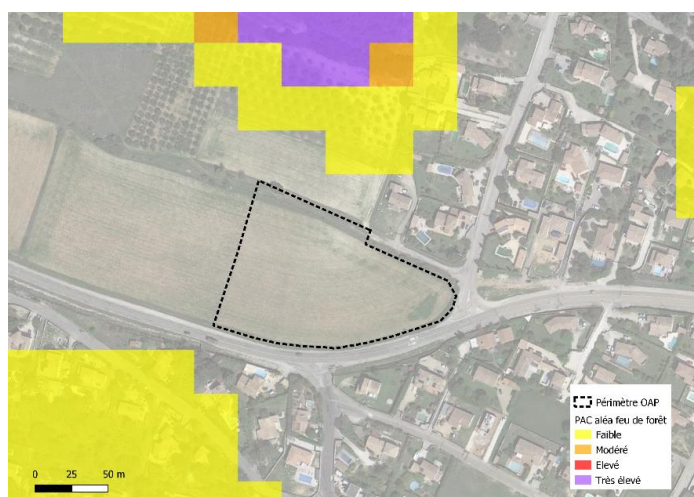 Périmètre OAP
PAC aléa feu de forêt
Faible
Modéré
Elevé
Très élevé
0 25 50 m